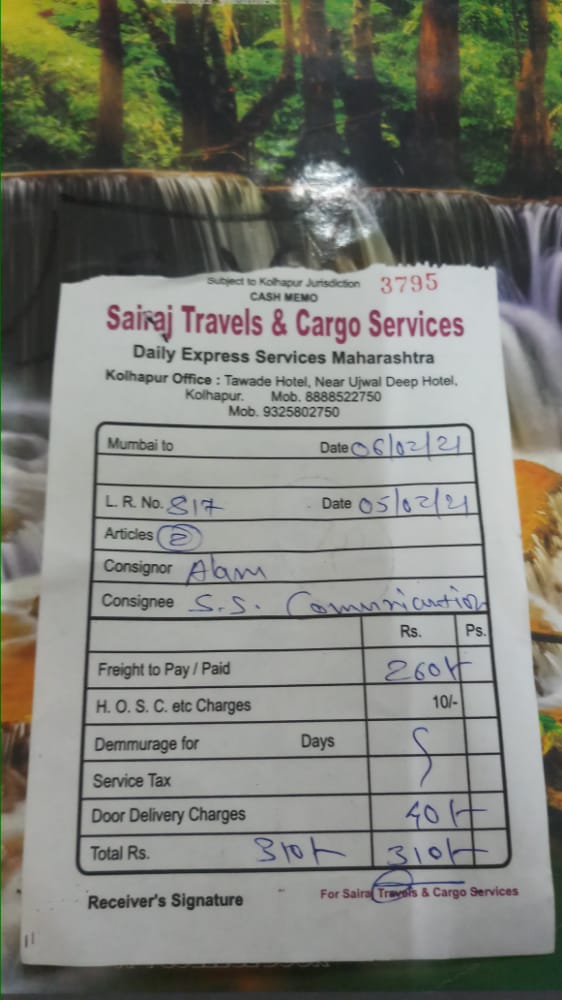 Subject to Kolhapur Jurisdiction 3795
CASH MEMO
Sairaj Travels & Cargo Services
Daily Express Services Maharashtra
Kolhapur Office : Tawade Hotel, Near Ujwal Deep Hotel,
Kolhapur. Mob. 8888522750
Mob. 9325802750
Mumbai to Date 06/02/21
L. R. No. 817 Date 05/02/21
Articles 2
Consignor Alam
Consignee S.S. Comunication
Rs. Ps.
Freight to Pay / Paid 260/-
H. O. S. C. etc Charges 10/-
Demmurage for Days
Service Tax
Door Delivery Charges 40/-
Total Rs. 310/- 310/-
For Saira Travels & Cargo Services
Receiver's Signature